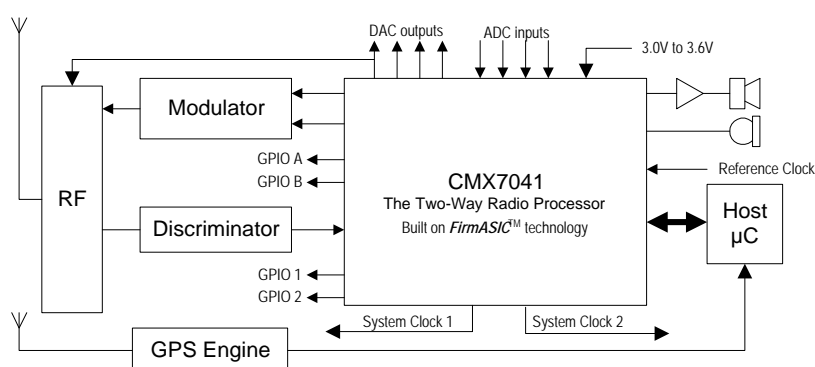 DAC outputs
ADC inputs
3.0V to 3.6V
Modulator
GPIO A
GPIO B
RF
Discriminator
GPIO 1
GPIO 2
CMX7041
The Two-Way Radio Processor
Built on FirmASIC™ technology
Reference Clock
Host
µC
System Clock 1
System Clock 2
GPS Engine